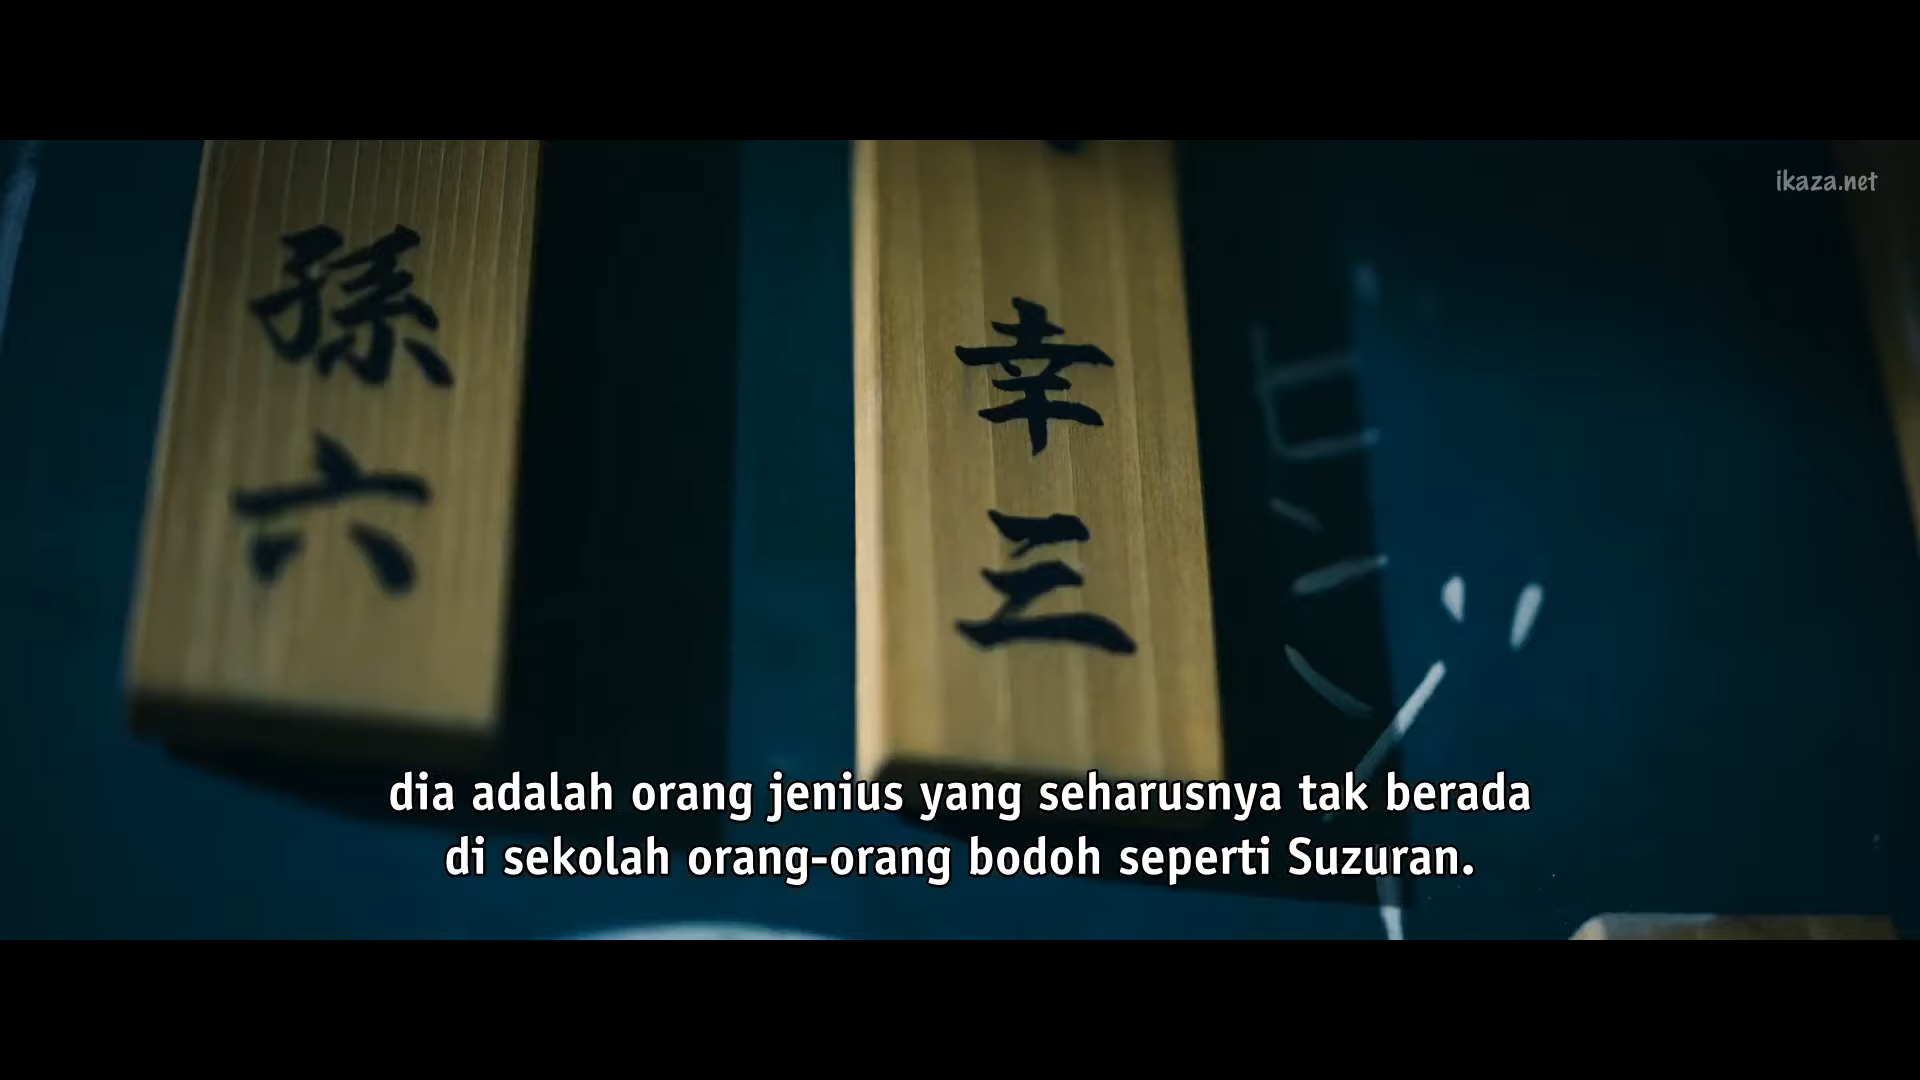 ikaza.net
孫六
幸三
dia adalah orang jenius yang seharusnya tak berada
di sekolah orang-orang bodoh seperti Suzuran.